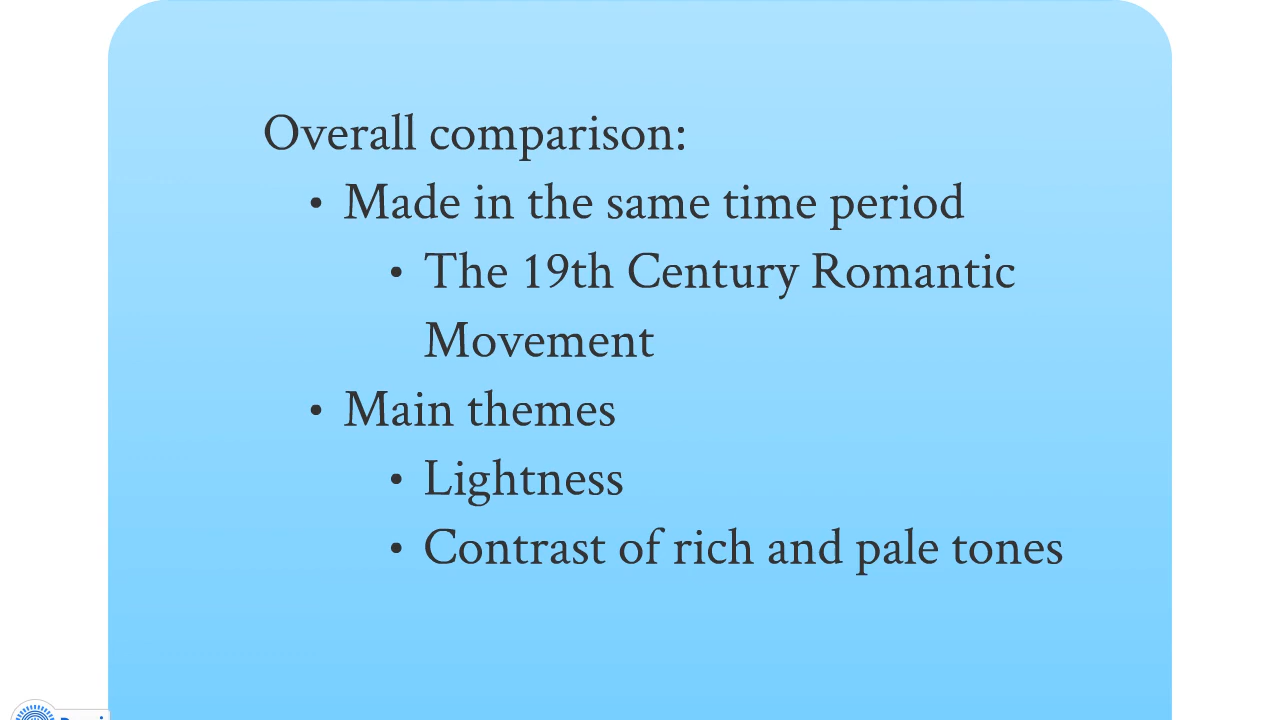 Overall comparison:
• Made in the same time period
• The 19th Century Romantic
Movement
• Main themes
• Lightness
• Contrast of rich and pale tones